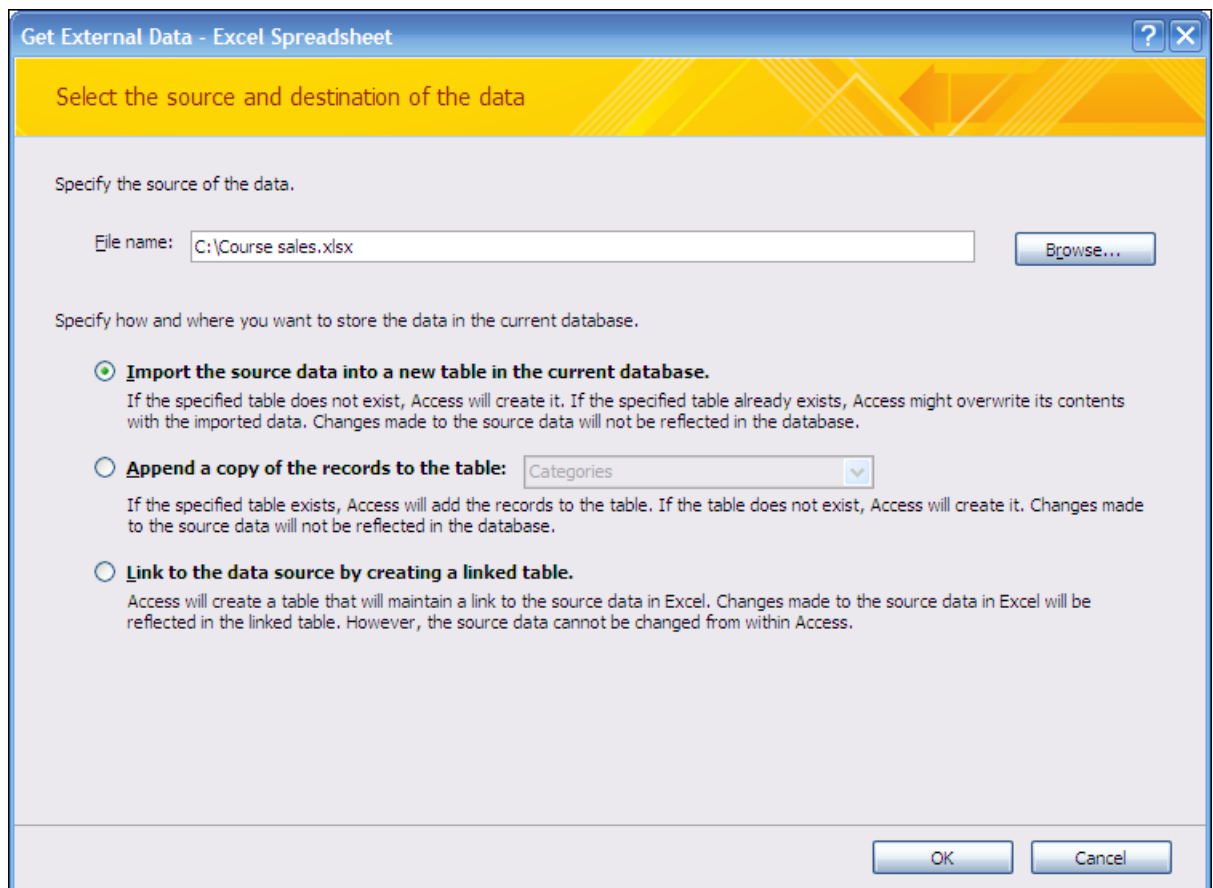 Get External Data - Excel Spreadsheet
Select the source and destination of the data
Specify the source of the data.
File name: C:\Course sales.xlsx Browse...
Specify how and where you want to store the data in the current database.
Import the source data into a new table in the current database.
If the specified table does not exist, Access will create it. If the specified table already exists, Access might overwrite its contents
with the imported data. Changes made to the source data will not be reflected in the database.
Append a copy of the records to the table: Categories
If the specified table exists, Access will add the records to the table. If the table does not exist, Access will create it. Changes made
to the source data will not be reflected in the database.
Link to the data source by creating a linked table.
Access will create a table that will maintain a link to the source data in Excel. Changes made to the source data in Excel will be
reflected in the linked table. However, the source data cannot be changed from within Access.
OK Cancel